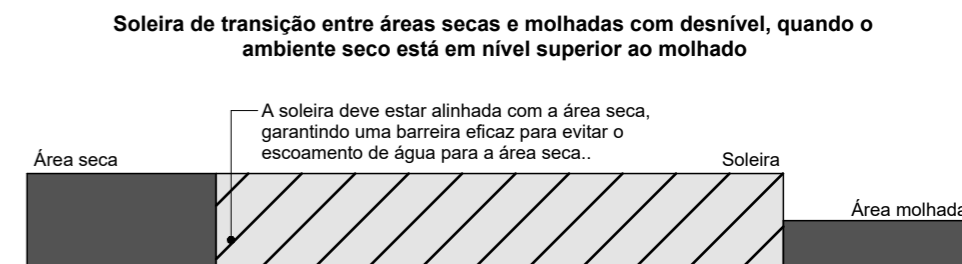 Soleira de transição entre áreas secas e molhadas com desnível, quando o
ambiente seco está em nível superior ao molhado
A soleira deve estar alinhada com a área seca,
garantindo uma barreira eficaz para evitar o
escoamento de água para a área seca..
Área seca
Soleira
Área molhada